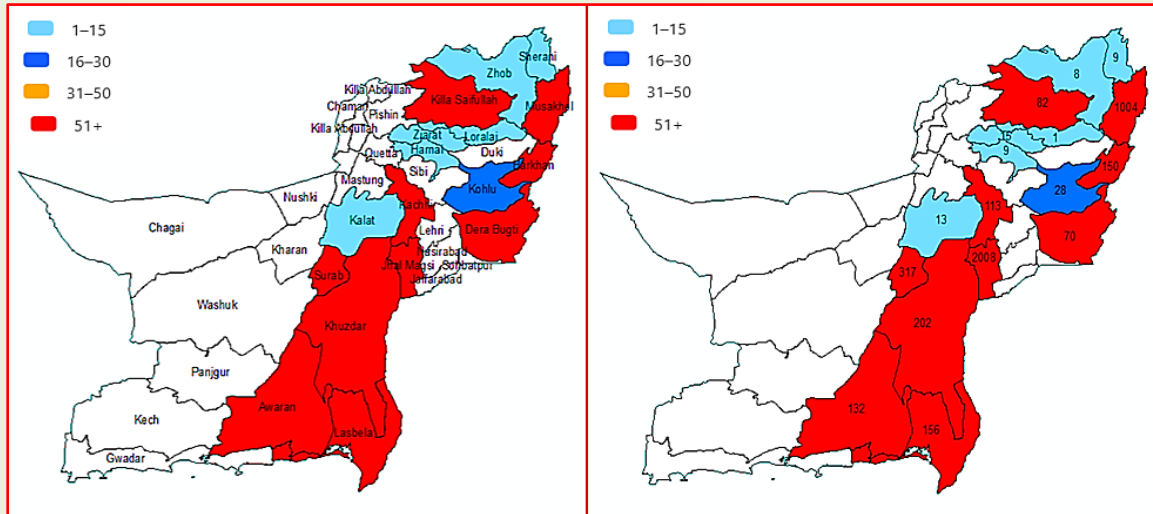 1–15
16–30
31–50
51+
Sherani
Zhob
Killa Abdullah
Killa Saifullah
Musakhel
Chaman
Pishin
Killa Abdullah
Ziarat
Loralai
Quetta
Harnai
Duki
Barkhan
Sibi
Mastung
Kohlu
Nushki
Kachhi
Kalat
Chagai
Lehri
Dera Bugti
Kharan
Nasirabad
Surab
Jhal Magsi
Sohbatpur
Jaffarabad
Washuk
Khuzdar
Panjgur
Awaran
Kech
Lasbela
Gwadar
1–15
16–30
31–50
51+
9
8
82
1004
15
1
9
150
28
113
13
70
2008
317
202
132
156